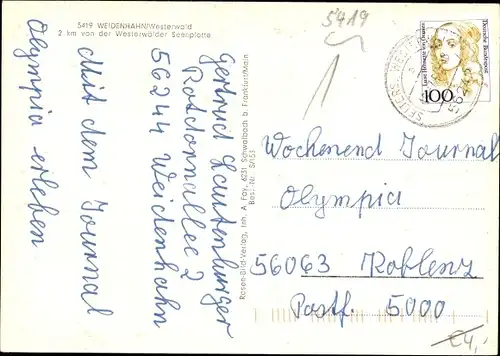 5419 WEIDENHAHN/Westerwald
2 km von der Westerwälder Seenplatte
5419
Deutsche Bundespost
100
Mit dem Journal
Olympia erleben
Gertrud Lautenburger
Rotdornallee 2
56244 Weidenhahn
Rosen-Bild-Verlag, Inh. A. Fay, 6231 Schwalbach b. Frankfurt/Main
Wochenend Journal
Olympia
56063 Koblenz
Postf. 5000
€4,-